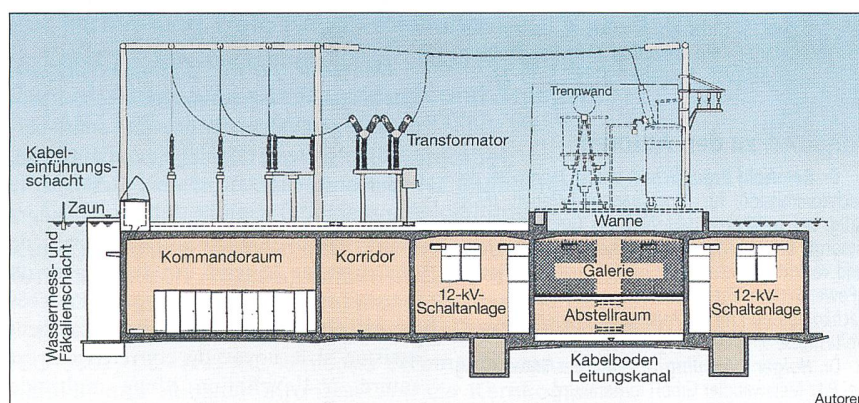 Trennwand
Transformator
Kabel-
einführungs-
schacht
Zaun
Wanne
Wassermess- und
Fäkalienschacht
Kommandoraum
Korridor
12-kV-
Schaltanlage
Galerie
Abstellraum
12-kV-
Schaltanlage
Kabelboden
Leitungskanal
Autoren